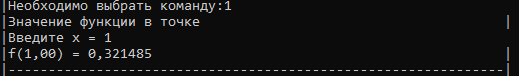 |Необходимо выбрать команду:1
|Значение функции в точке |
|Введите x = 1
|f(1,00) = 0,321485 |
|--------------------------------------------------------------|